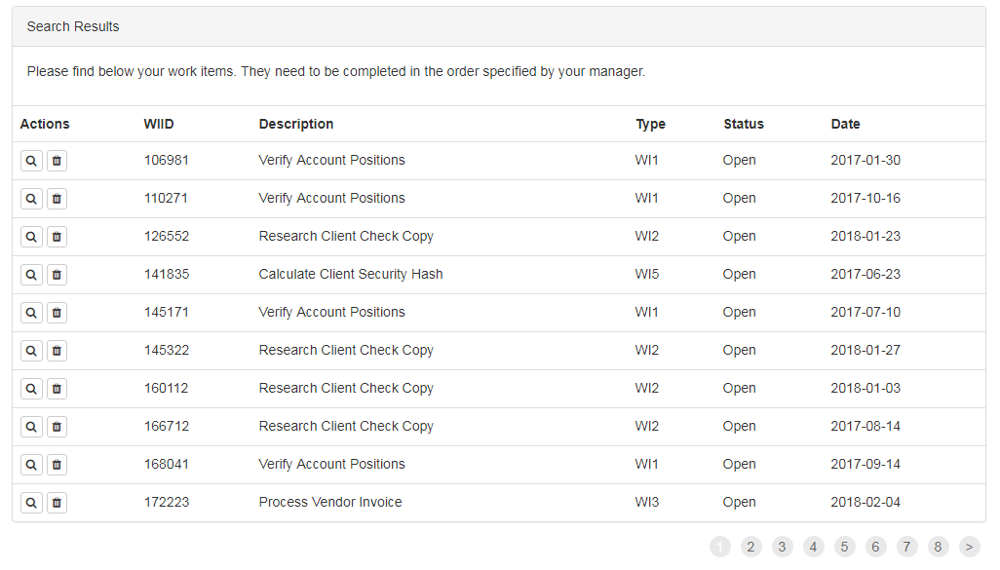 Search Results
Please find below your work items. They need to be completed in the order specified by your manager.
Actions WIID Description Type Status Date
106981 Verify Account Positions WI1 Open 2017-01-30
110271 Verify Account Positions WI1 Open 2017-10-16
126552 Research Client Check Copy WI2 Open 2018-01-23
141835 Calculate Client Security Hash WI5 Open 2017-06-23
145171 Verify Account Positions WI1 Open 2017-07-10
145322 Research Client Check Copy WI2 Open 2018-01-27
160112 Research Client Check Copy WI2 Open 2018-01-03
166712 Research Client Check Copy WI2 Open 2017-08-14
168041 Verify Account Positions WI1 Open 2017-09-14
172223 Process Vendor Invoice WI3 Open 2018-02-04
1 2 3 4 5 6 7 8 >